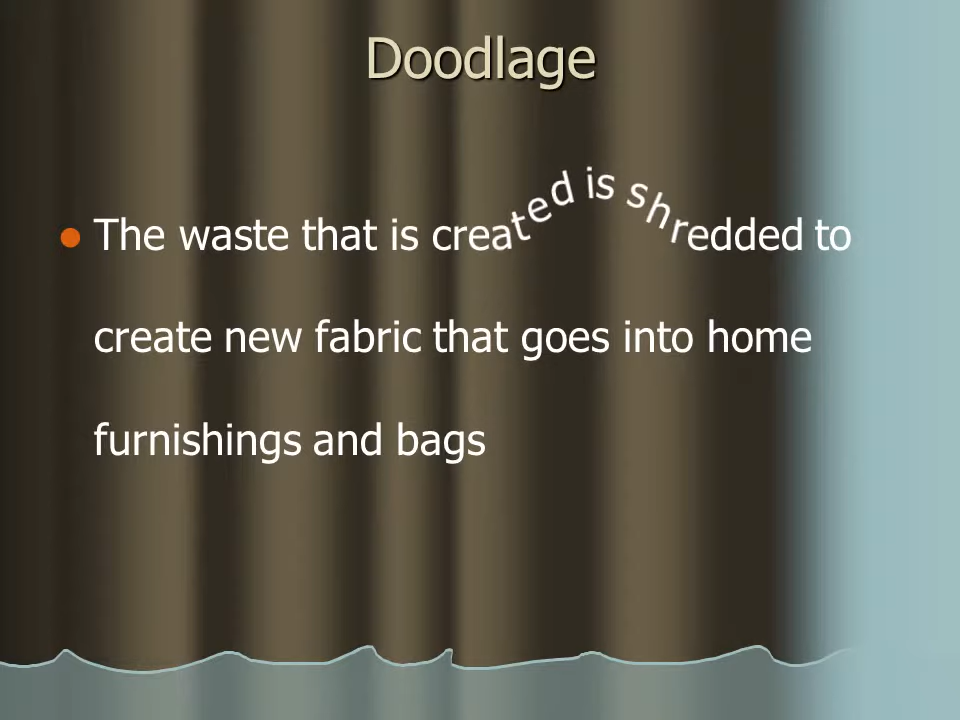 Doodlage
The waste that is created is shredded to
create new fabric that goes into home
furnishings and bags